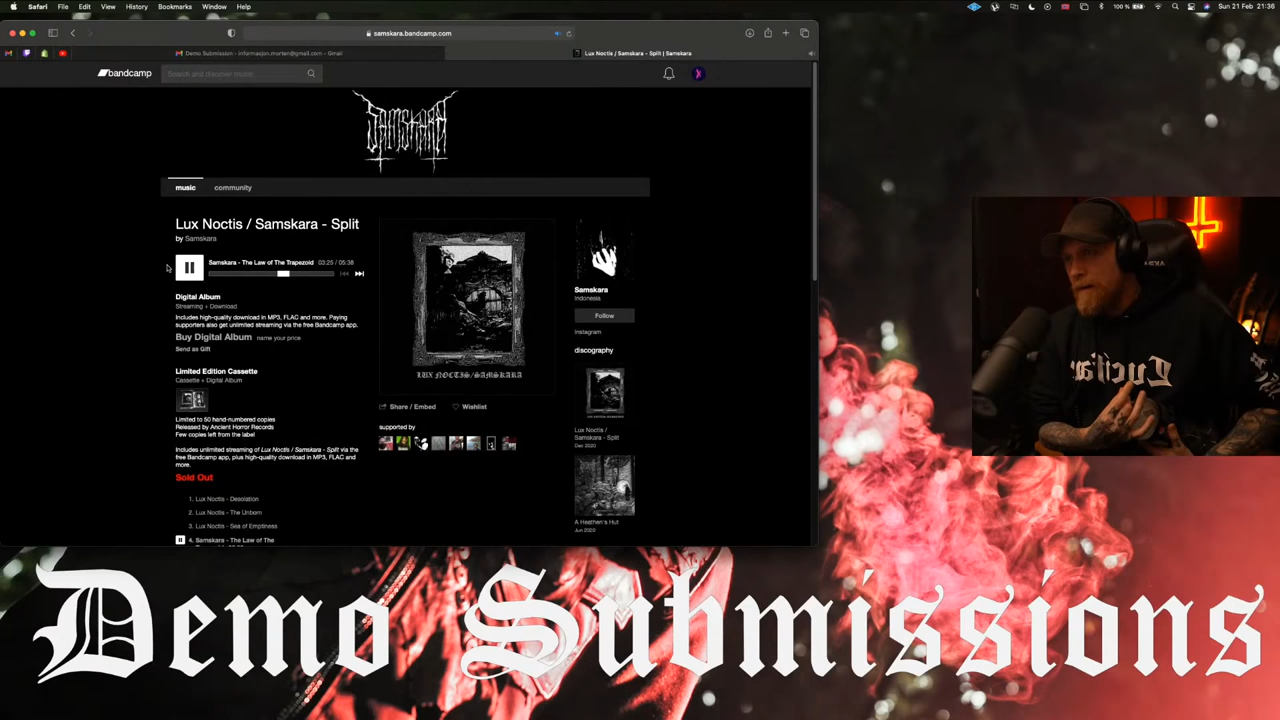 Safari File Edit View History Bookmarks Window Help
100 % Sun 21 Feb 21:36
samskara.bandcamp.com
Demo Submission - informasjon.morten@gmail.com - Gmail
Lux Noctis / Samskara - Split | Samskara
bandcamp
Search and discover music
SAMSKARA
music community
Lux Noctis / Samskara - Split
by Samskara
Samskara - The Law of The Trapezoid 03:25 / 05:38
Digital Album
Streaming + Download
Includes high-quality download in MP3, FLAC and more. Paying
supporters also get unlimited streaming via the free Bandcamp app.
Buy Digital Album name your price
Send as Gift
Limited Edition Cassette
Cassette + Digital Album
Limited to 50 hand-numbered copies
Released by Ancient Horror Records
Few copies left from the label
Includes unlimited streaming of Lux Noctis / Samskara - Split via
the free Bandcamp app, plus high-quality download in MP3, FLAC and
more.
Sold Out
1. Lux Noctis - Desolation
2. Lux Noctis - The Unborn
3. Lux Noctis - Sea of Emptiness
4. Samskara - The Law of The
LUX NOCTIS/SAMSKARA
Share / Embed Wishlist
supported by
Samskara
Indonesia
Follow
Instagram
discography
Lux Noctis /
Samskara - Split
Dec 2020
A Heathen's Hut
Jun 2020
AKRA
Lucifer
Demo Submissions